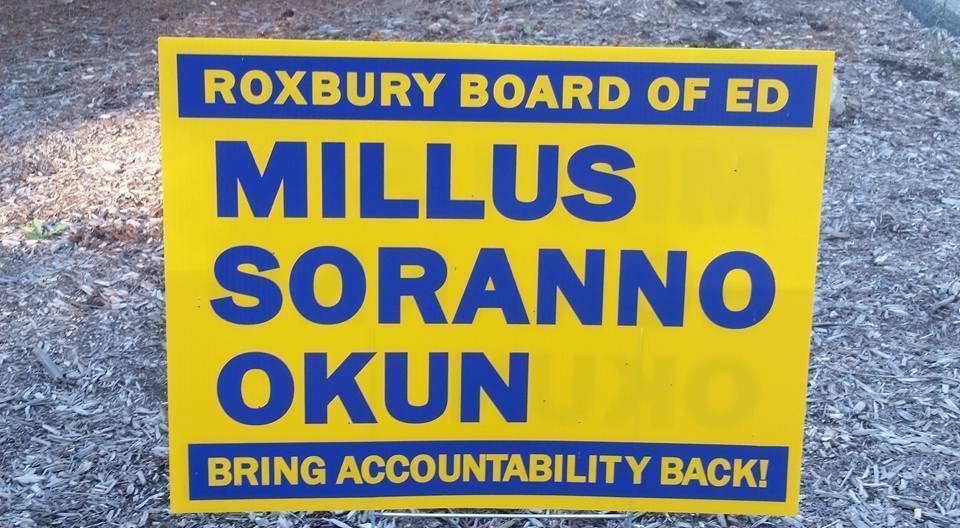 ROXBURY BOARD OF ED
MILLUS
SORANNO
OKUN
BRING ACCOUNTABILITY BACK!